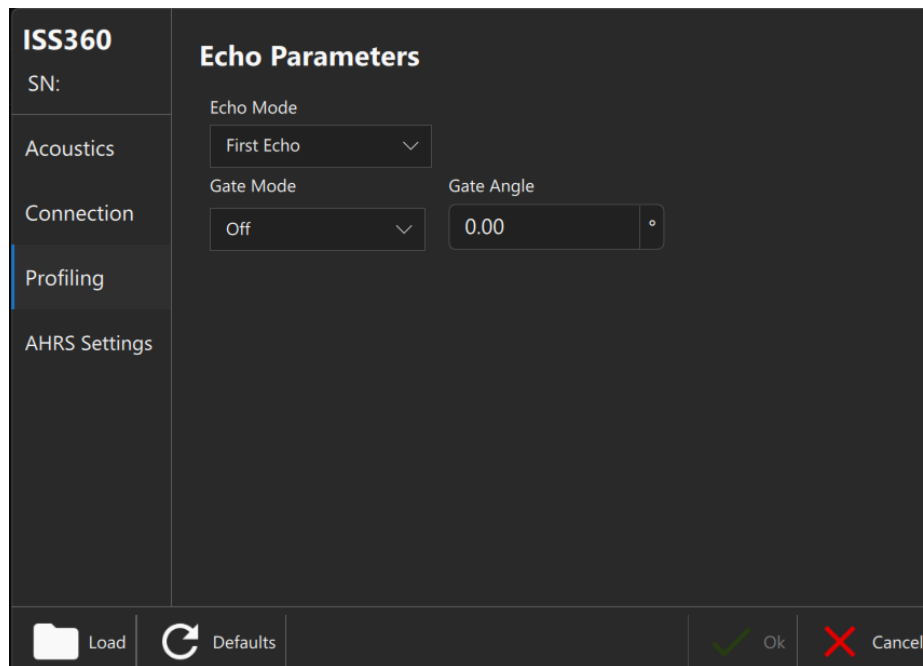 ISS360
SN:
Acoustics
Connection
Profiling
AHRS Settings
Echo Parameters
Echo Mode
First Echo
Gate Mode
Gate Angle
Off
0.00
°
Load
Defaults
Ok
Cancel